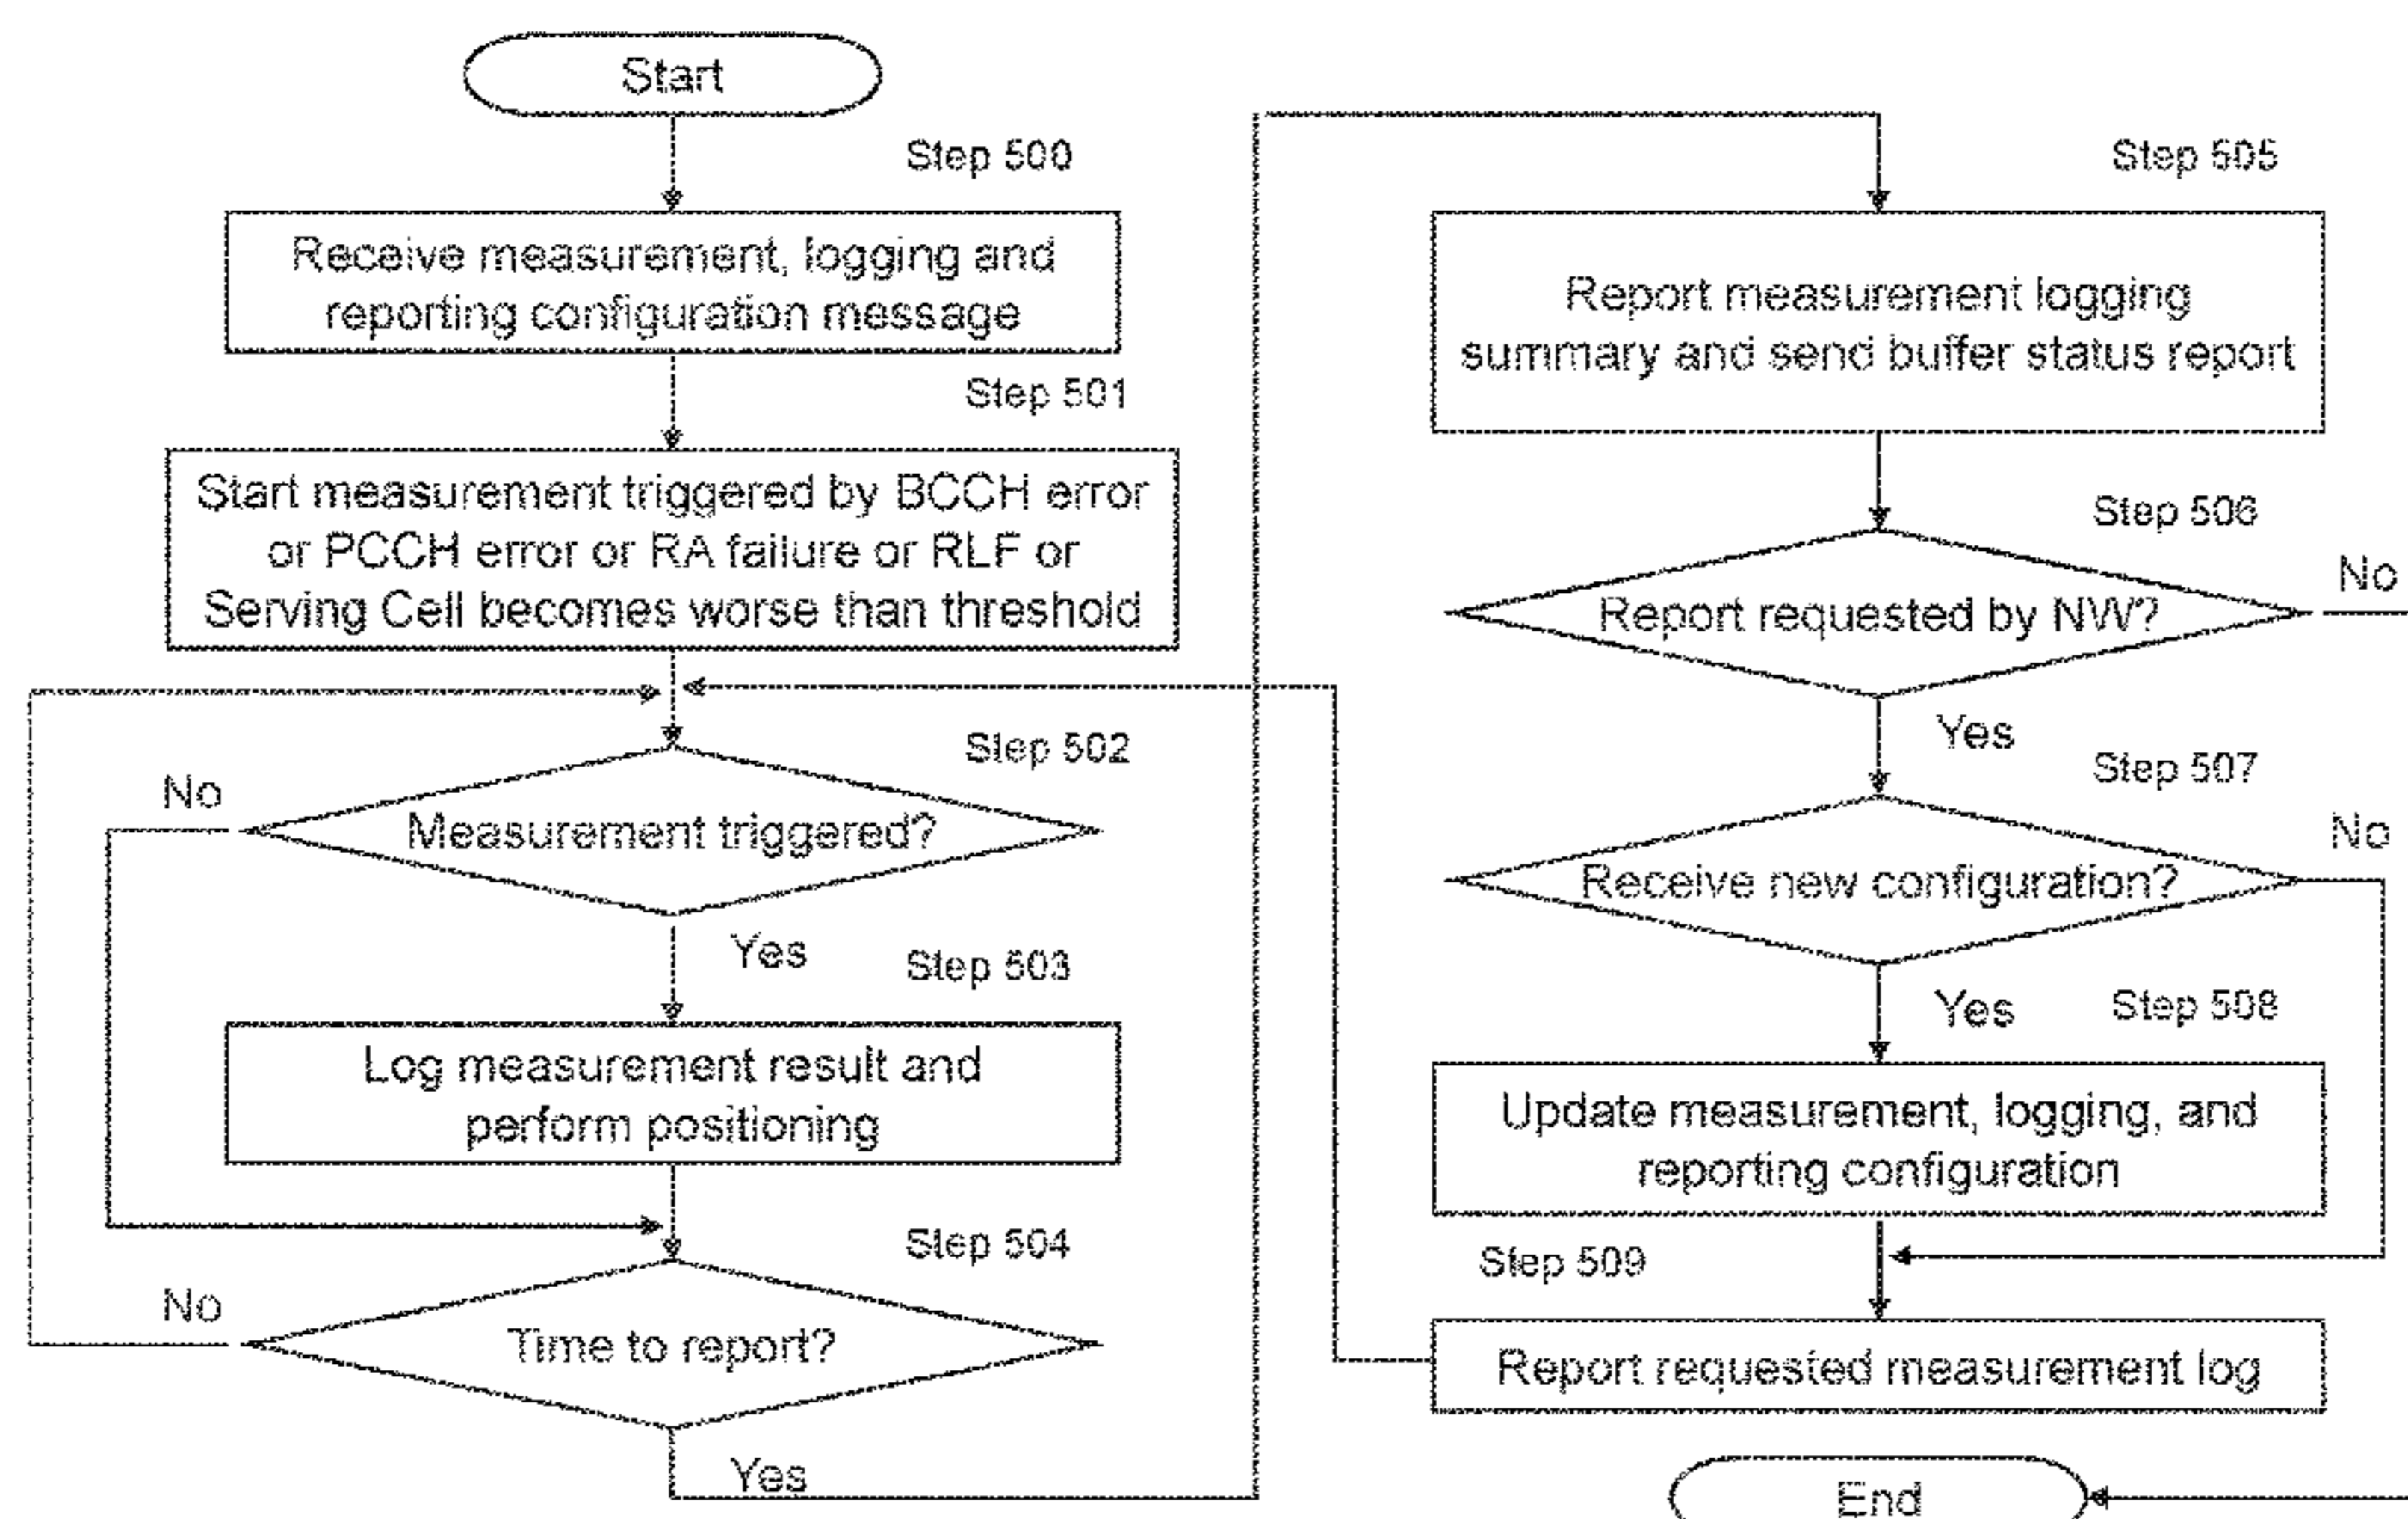 Start
Step 500
Receive measurement, logging and
reporting configuration message
Step 501
Start measurement triggered by BCCH error
or PCCH error or RA failure or RLF or
Serving Cell becomes worse than threshold
Step 502
No
Measurement triggered?
Yes
Step 503
Log measurement result and
perform positioning
Step 504
No
Time to report?
Yes
Step 505
Report measurement logging
summary and send buffer status report
Step 506
No
Report requested by NW?
Yes
Step 507
No
Receive new configuration?
Yes
Step 508
Update measurement, logging, and
reporting configuration
Step 509
Report requested measurement log
End